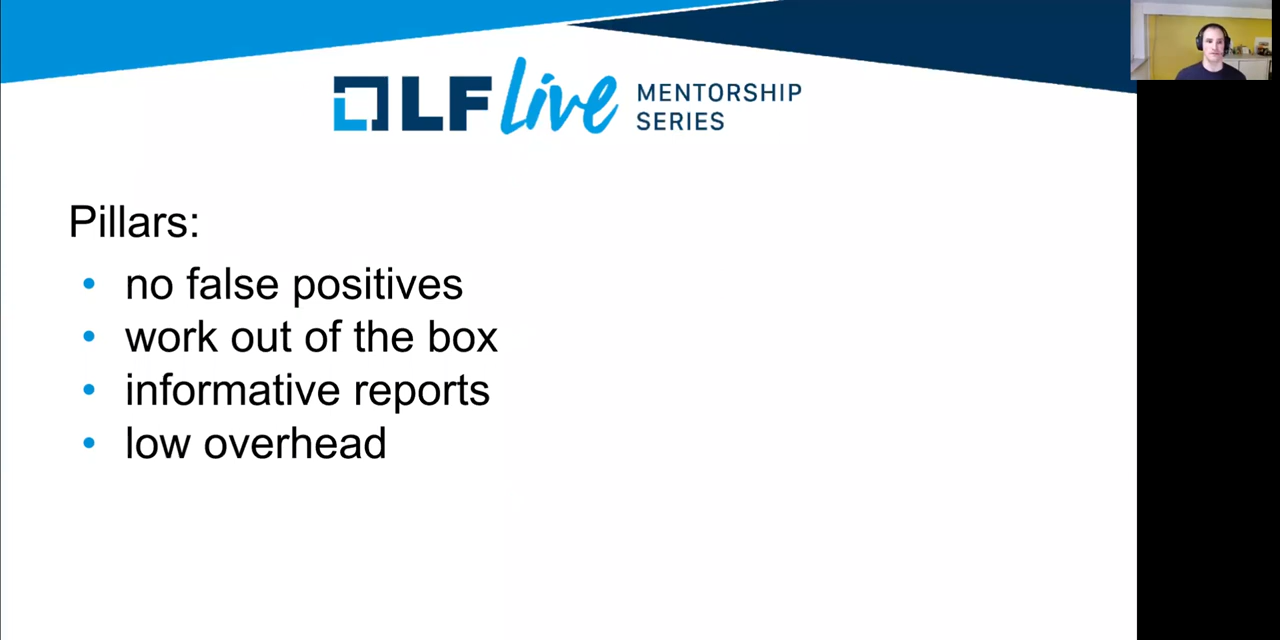 LF Live MENTORSHIP
SERIES
Pillars:
• no false positives
• work out of the box
• informative reports
• low overhead